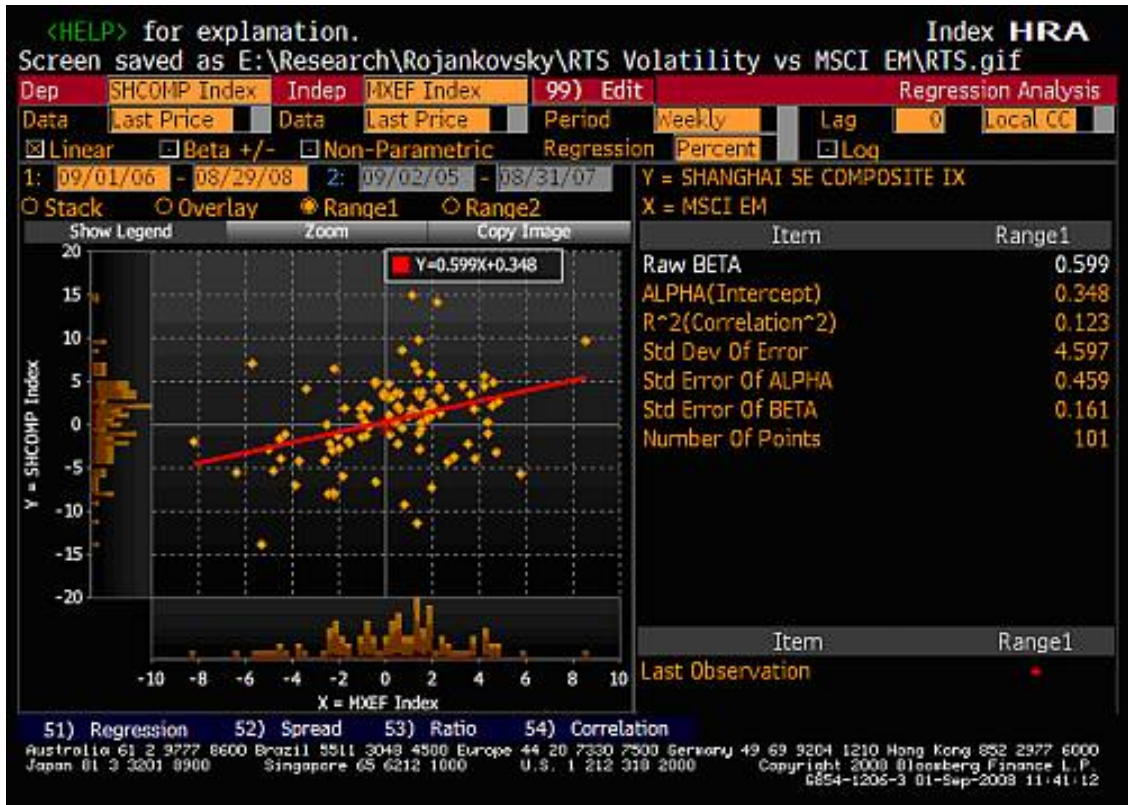 <HELP> for explanation. Index HRA
Screen saved as E:\Research\Rojankovsky\RTS Volatility vs MSCI EM\RTS.gif
Dep SHCOMP Index Indep MXEF Index 99) Edit Regression Analysis
Data Last Price Data Last Price Period Weekly Lag 0 Local CC
Linear Beta +/- Non-Parametric Regression Percent Log
1: 09/01/06 - 08/29/08 2: 09/02/05 - 08/31/07
Stack Overlay Range1 Range2
Show Legend Zoom Copy Image
Y=0.599X+0.348
20
15
10
5
0
-5
-10
-15
-20
Y = SHCOMP Index
-10 -8 -6 -4 -2 0 2 4 6 8 10
X = MXEF Index
Y = SHANGHAI SE COMPOSITE IX
X = MSCI EM
Item Range1
Raw BETA 0.599
ALPHA(Intercept) 0.348
R^2(Correlation^2) 0.123
Std Dev Of Error 4.597
Std Error Of ALPHA 0.459
Std Error Of BETA 0.161
Number Of Points 101
Item Range1
Last Observation
51) Regression 52) Spread 53) Ratio 54) Correlation
Australia 61 2 9777 8600 Brazil 5511 3048 4500 Europe 44 20 7330 7500 Germany 49 69 9204 1210 Hong Kong 852 2977 6000
Japan 81 3 3201 8900 Singapore 65 6212 1000 U.S. 1 212 318 2000 Copyright 2008 Bloomberg Finance L.P.
G854-1206-3 01-Sep-2008 11:41:12